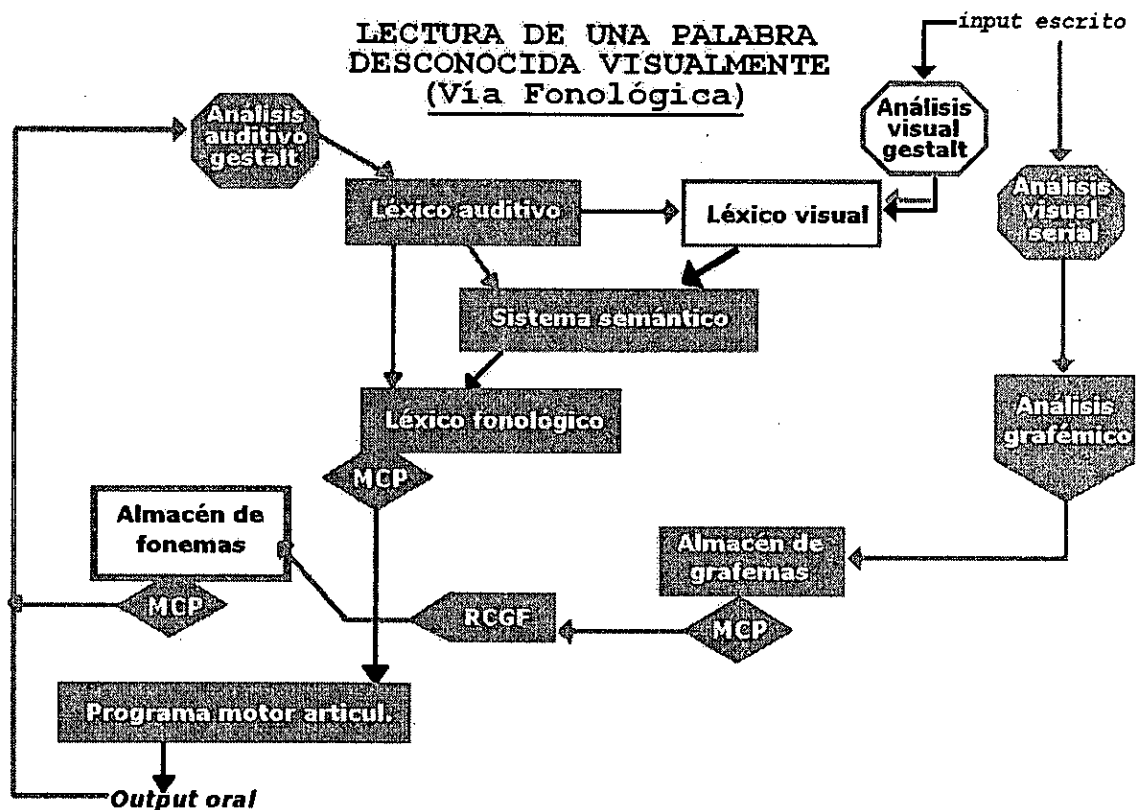 LECTURA DE UNA PALABRA
DESCONOCIDA VISUALMENTE
(Vía Fonológica)
input escrito
Análisis
auditivo
gestalt
Análisis
visual
gestalt
Análisis
visual
serial
Léxico auditivo
Léxico visual
Sistema semántico
Léxico fonológico
MCP
Análisis
grafémico
Almacén de
fonemas
MCP
Almacén de
grafemas
MCP
RCGF
Programa motor articul.
Output oral